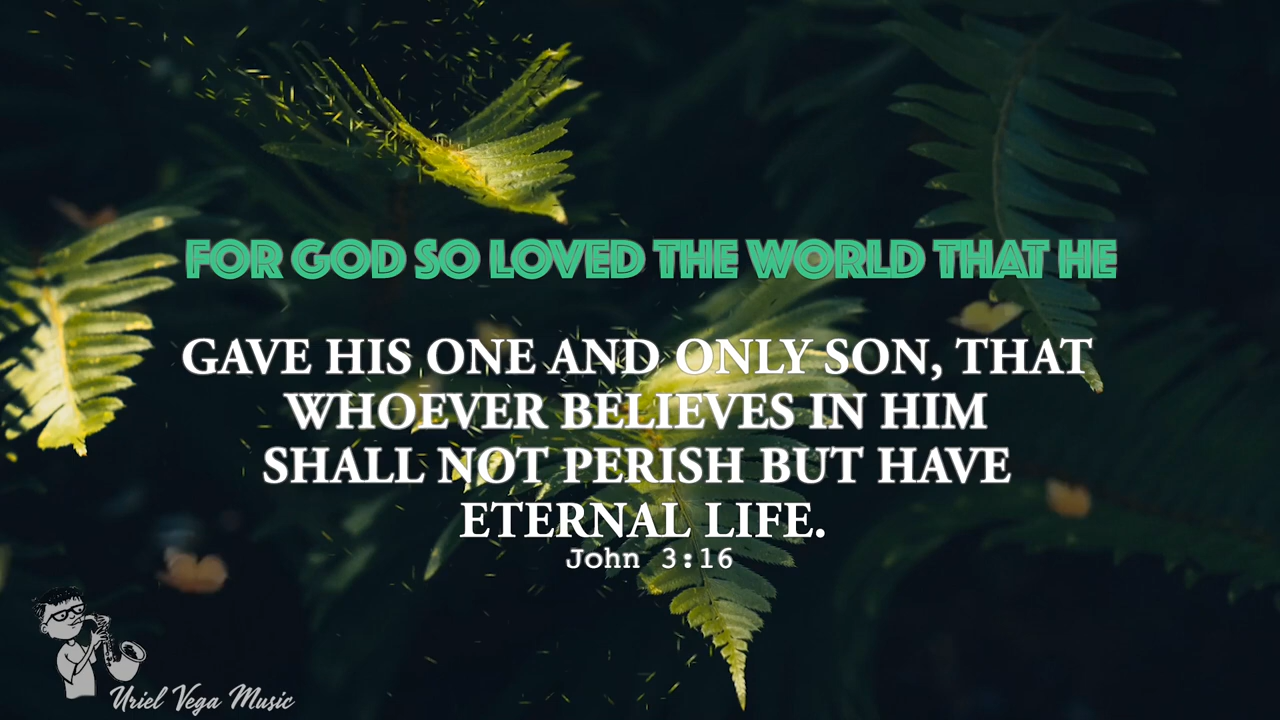 FOR GOD SO LOVED THE WORLD THAT HE
GAVE HIS ONE AND ONLY SON, THAT
WHOEVER BELIEVES IN HIM
SHALL NOT PERISH BUT HAVE
ETERNAL LIFE.
John 3:16
Uriel Vega Music